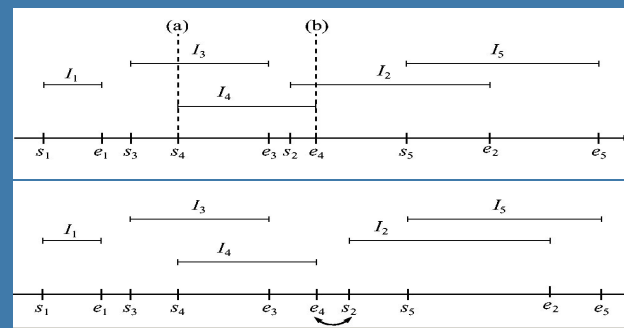 (a) (b)
I₃ I₅
I₁ I₂
I₄
s₁ e₁ s₃ s₄ e₃ s₂ e₄ s₅ e₂ e₅
I₃ I₅
I₁ I₂
I₄
s₁ e₁ s₃ s₄ e₃ e₄ s₂ s₅ e₂ e₅